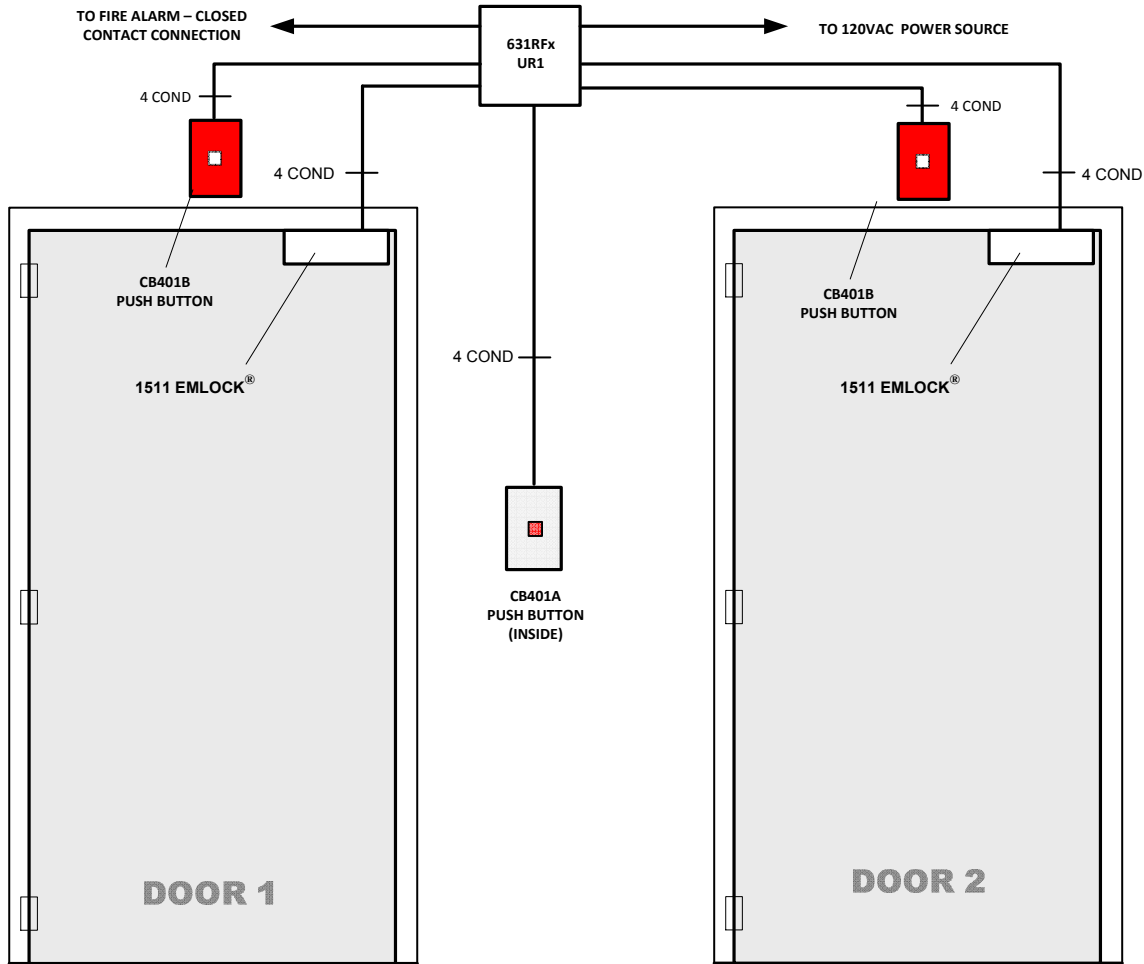 TO FIRE ALARM – CLOSED
CONTACT CONNECTION
631RFx
UR1
TO 120VAC POWER SOURCE
4 COND
4 COND
4 COND
4 COND
CB401B
PUSH BUTTON
1511 EMLOCK®
4 COND
CB401A
PUSH BUTTON
(INSIDE)
CB401B
PUSH BUTTON
1511 EMLOCK®
DOOR 1
DOOR 2